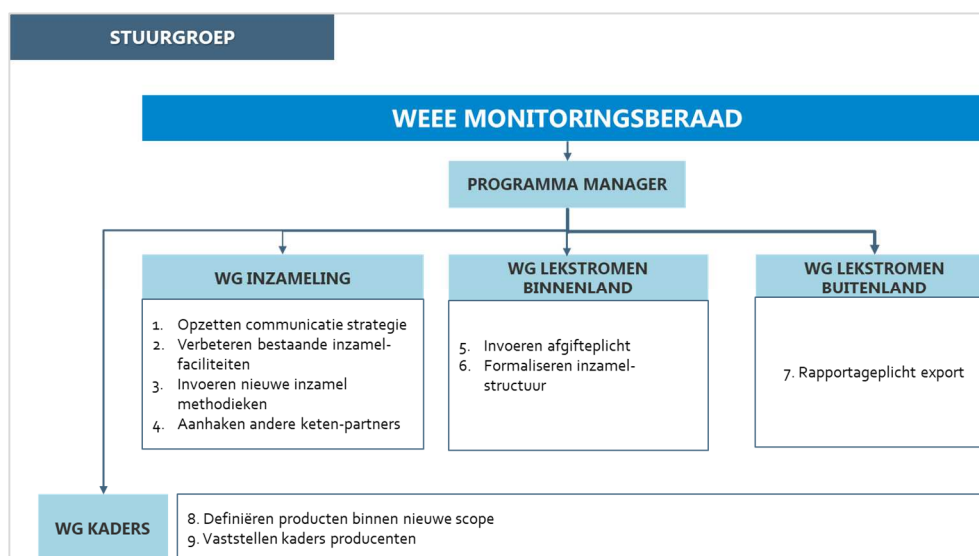 STUURGROEP
WEEE MONITORINGSBERAAD
PROGRAMMA MANAGER
WG INZAMELING
1. Opzetten communicatie strategie
2. Verbeteren bestaande inzamel-
faciliteiten
3. Invoeren nieuwe inzamel
methodieken
4. Aanhaken andere keten-partners
WG LEKSTROMEN
BINNENLAND
5. Invoeren afgifteplicht
6. Formaliseren inzamel-
structuur
WG LEKSTROMEN
BUITENLAND
7. Rapportageplicht export
WG KADERS
8. Definiëren producten binnen nieuwe scope
9. Vaststellen kaders producenten